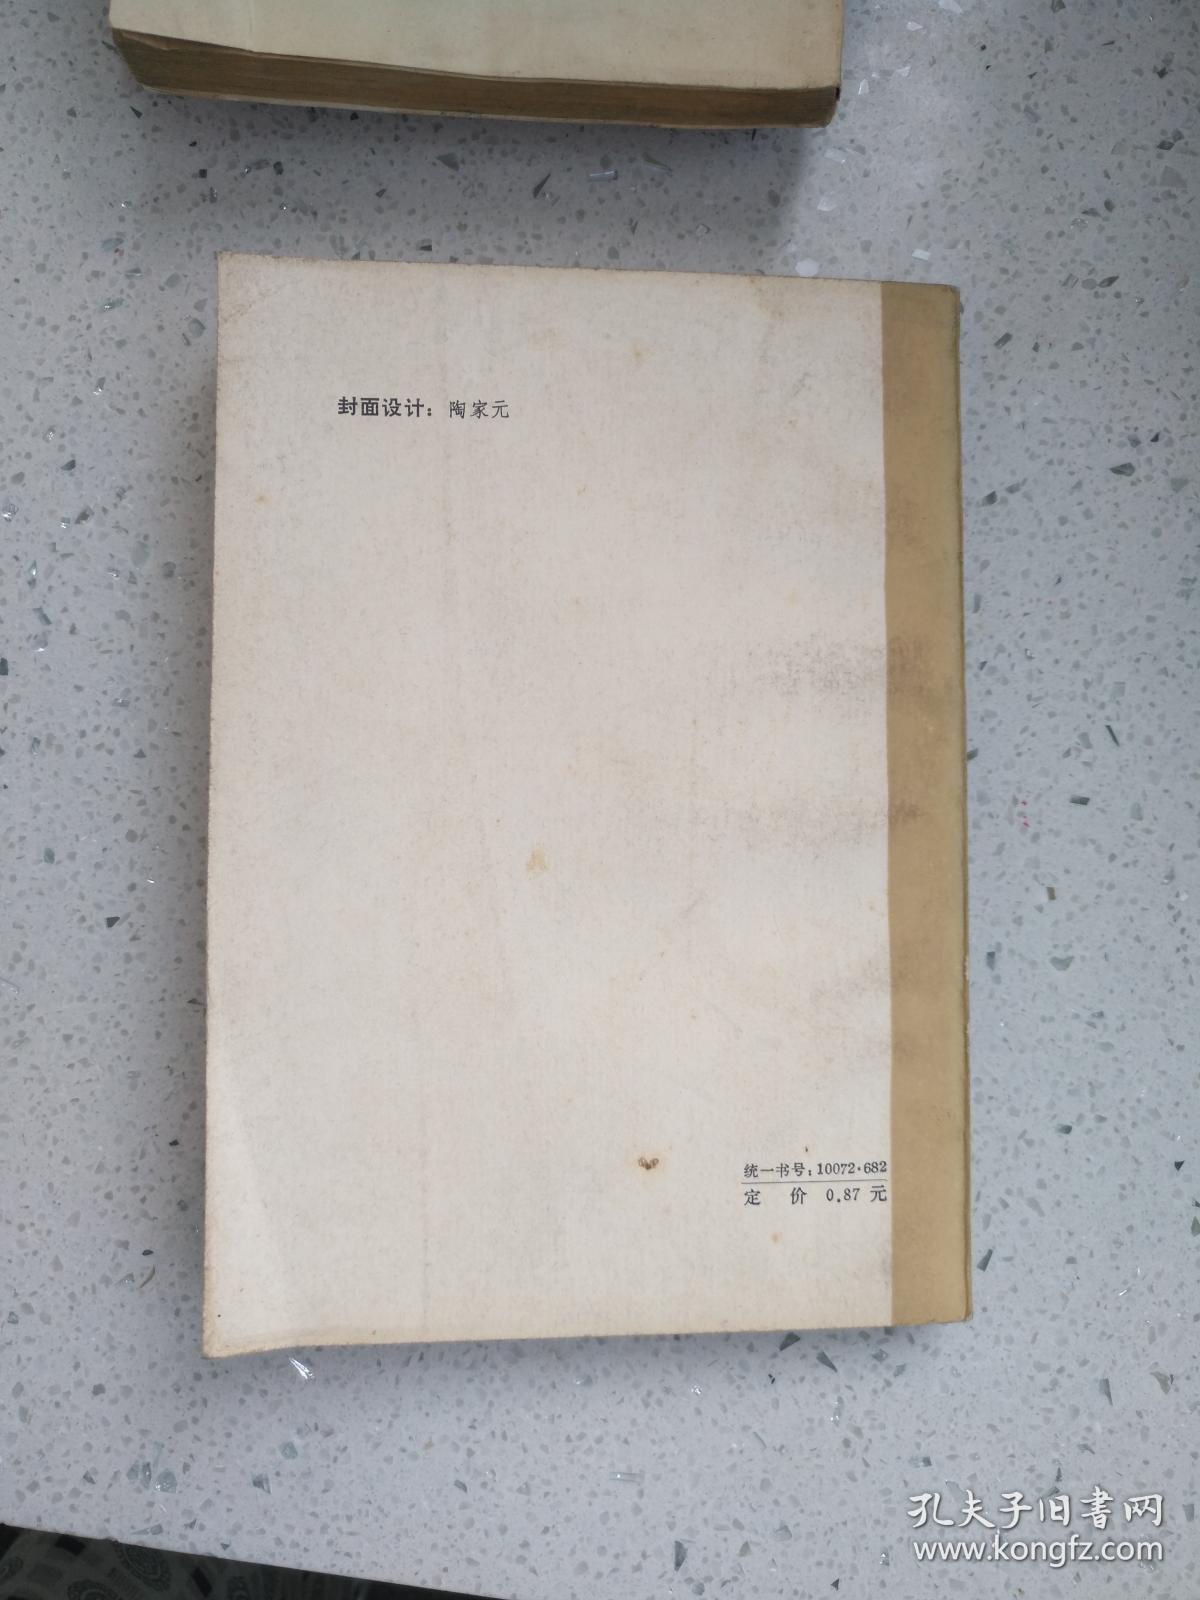 封面设计：陶家元
统一书号：10072·682
定 价 0.87 元
孔夫子旧书网
www.kongfz.com